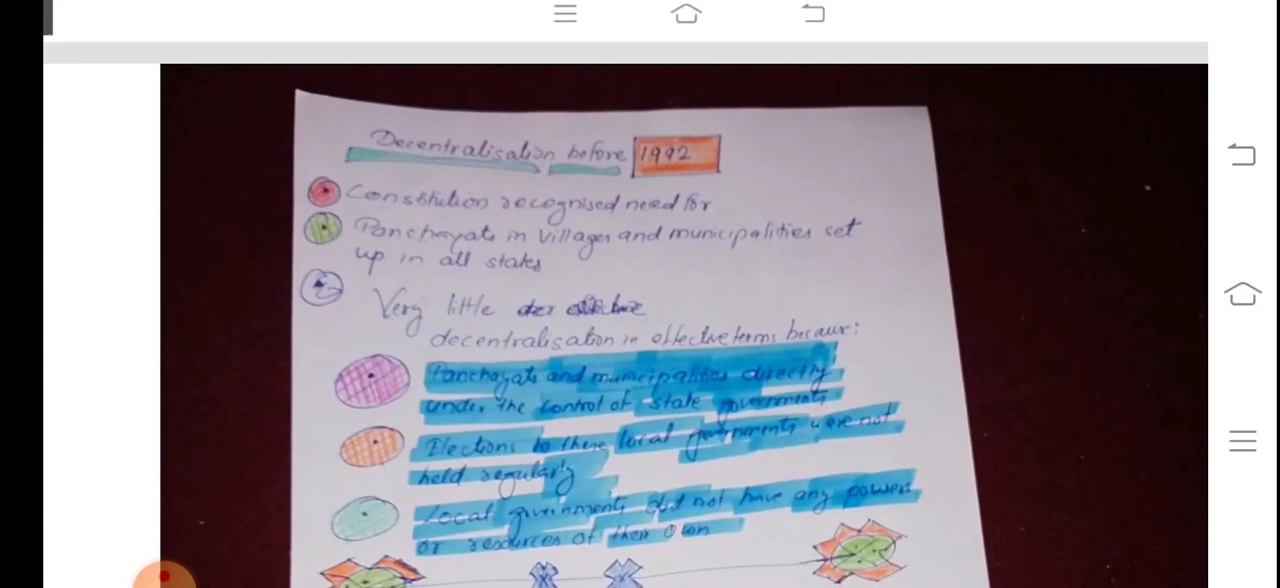 Decentralisation before 1992
Constitution recognised need for
Panchayats in villages and municipalities set
up in all states
Very little
decentralisation in effective terms because:
Panchayats and municipalities directly
under the control of state governments
Elections to these local governments were not
held regularly
Local governments did not have any powers
or resources of their own